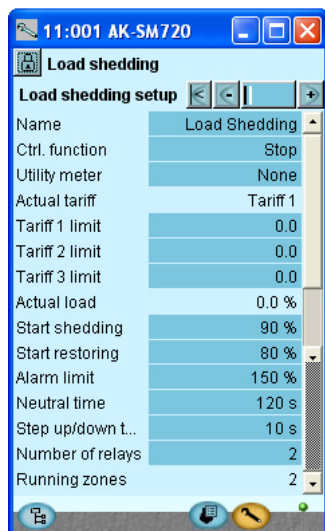 11:001 AK-SM720
Load shedding
Load shedding setup
Name Load Shedding
Ctrl. function Stop
Utility meter None
Actual tariff Tariff 1
Tariff 1 limit 0.0
Tariff 2 limit 0.0
Tariff 3 limit 0.0
Actual load 0.0 %
Start shedding 90 %
Start restoring 80 %
Alarm limit 150 %
Neutral time 120 s
Step up/down t... 10 s
Number of relays 2
Running zones 2